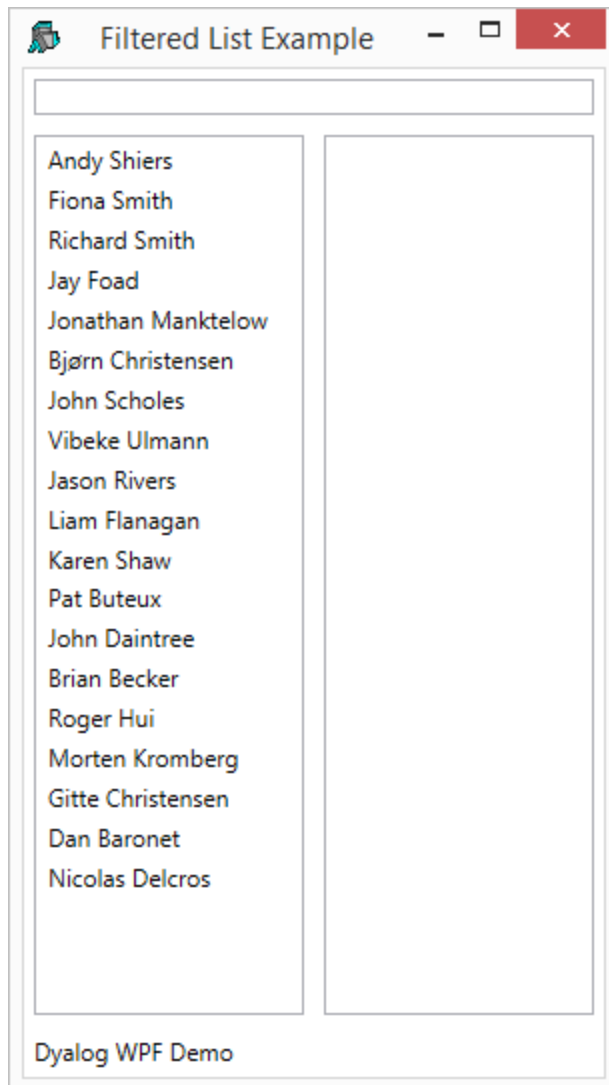 Filtered List Example
Andy Shiers
Fiona Smith
Richard Smith
Jay Foad
Jonathan Manktelow
Bjørn Christensen
John Scholes
Vibeke Ulmann
Jason Rivers
Liam Flanagan
Karen Shaw
Pat Buteux
John Daintree
Brian Becker
Roger Hui
Morten Kromberg
Gitte Christensen
Dan Baronet
Nicolas Delcros
Dyalog WPF Demo